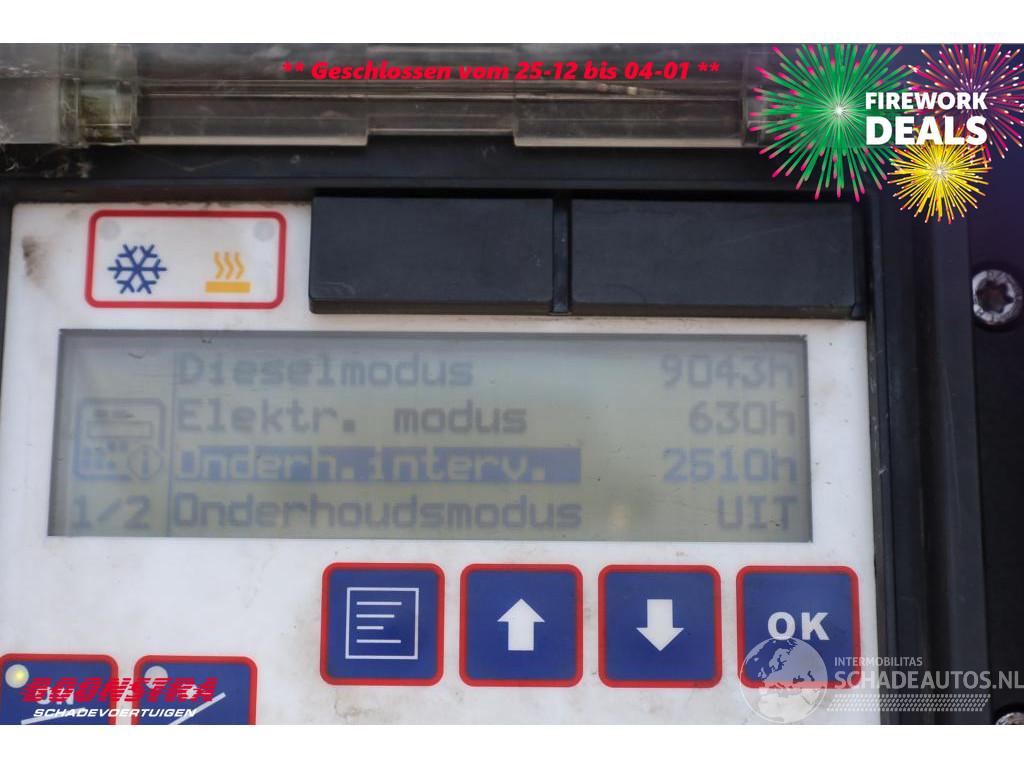 ** Geschlossen vom 25-12 bis 04-01 **
FIREWORK
DEALS
Dieselmodus 9043h
Elektr. modus 630h
Onderh.interv. 2510h
1/2 Onderhoudsmodus UIT
OK
ON
BOONSTRA
SCHADEVOERTUIGEN
INTERMOBILITAS
SCHADEAUTOS.NL